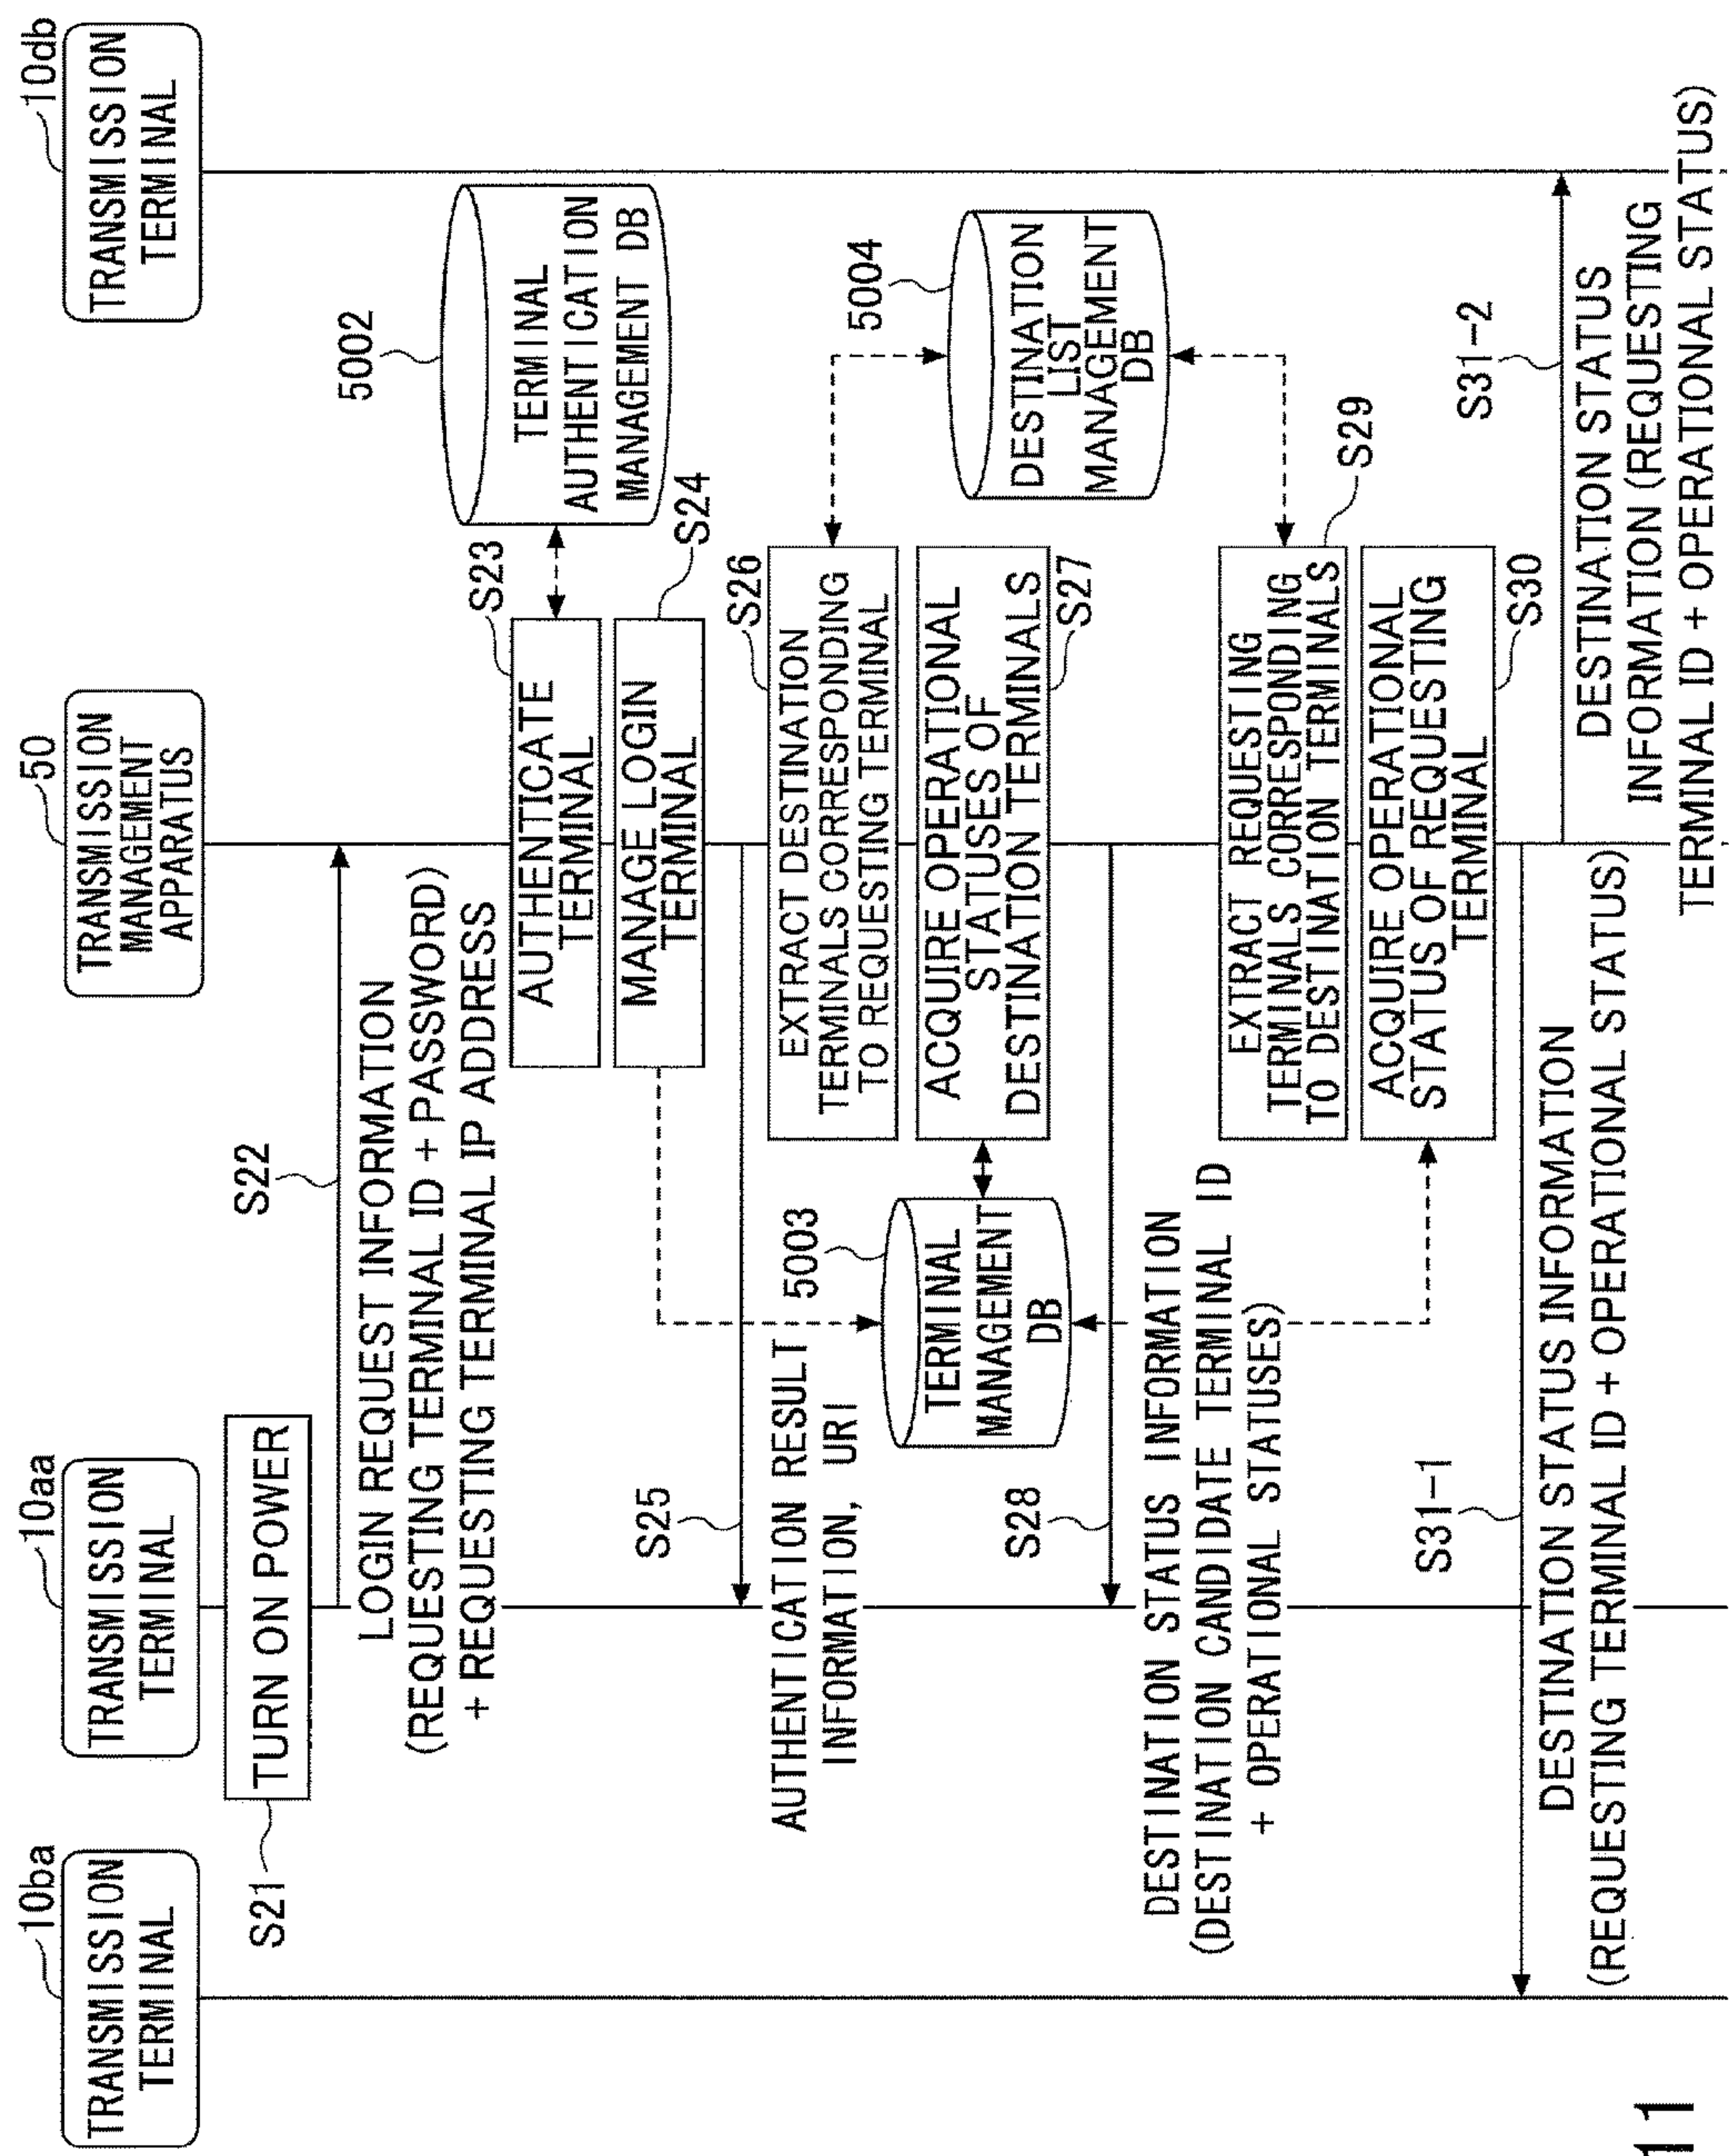 10ba
TRANSMISSION
TERMINAL
10aa
TRANSMISSION
TERMINAL
50
TRANSMISSION
MANAGEMENT
APPARATUS
10db
TRANSMISSION
TERMINAL
S21
TURN ON POWER
S22
LOGIN REQUEST INFORMATION
(REQUESTING TERMINAL ID + PASSWORD)
+ REQUESTING TERMINAL IP ADDRESS
S23
AUTHENTICATE
TERMINAL
5002
TERMINAL
AUTHENTICATION
MANAGEMENT DB
S24
MANAGE LOGIN
TERMINAL
S25
AUTHENTICATION RESULT
INFORMATION, URI
S26
EXTRACT DESTINATION
TERMINALS CORRESPONDING
TO REQUESTING TERMINAL
5004
DESTINATION
LIST
MANAGEMENT
DB
5003
TERMINAL
MANAGEMENT
DB
ACQUIRE OPERATIONAL
STATUSES OF
DESTINATION TERMINALS
S27
S28
DESTINATION STATUS INFORMATION
(DESTINATION CANDIDATE TERMINAL ID
+ OPERATIONAL STATUSES)
EXTRACT REQUESTING
TERMINALS CORRESPONDING
TO DESTINATION TERMINALS
S29
ACQUIRE OPERATIONAL
STATUS OF REQUESTING
TERMINAL
S30
S31-1
DESTINATION STATUS INFORMATION
(REQUESTING TERMINAL ID + OPERATIONAL STATUS)
S31-2
DESTINATION STATUS
INFORMATION (REQUESTING
TERMINAL ID + OPERATIONAL STATUS)
11